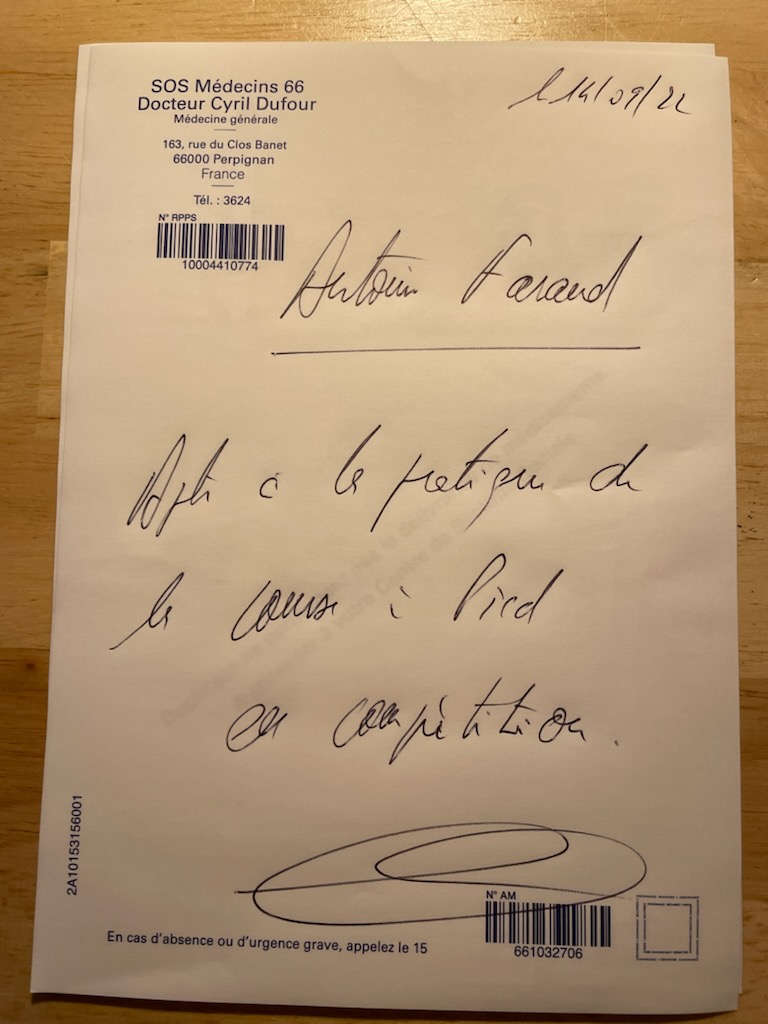 SOS Médecins 66
Docteur Cyril Dufour
Médecine générale
163, rue du Clos Banet
66000 Perpignan
France
Tél. : 3624
N° RPPS
10004410774
le 14/09/22
Antoine Farand
Apte à la pratique de
la course à Pied
en compétition.
2A10153156001
N° AM
661032706
En cas d'absence ou d'urgence grave, appelez le 15